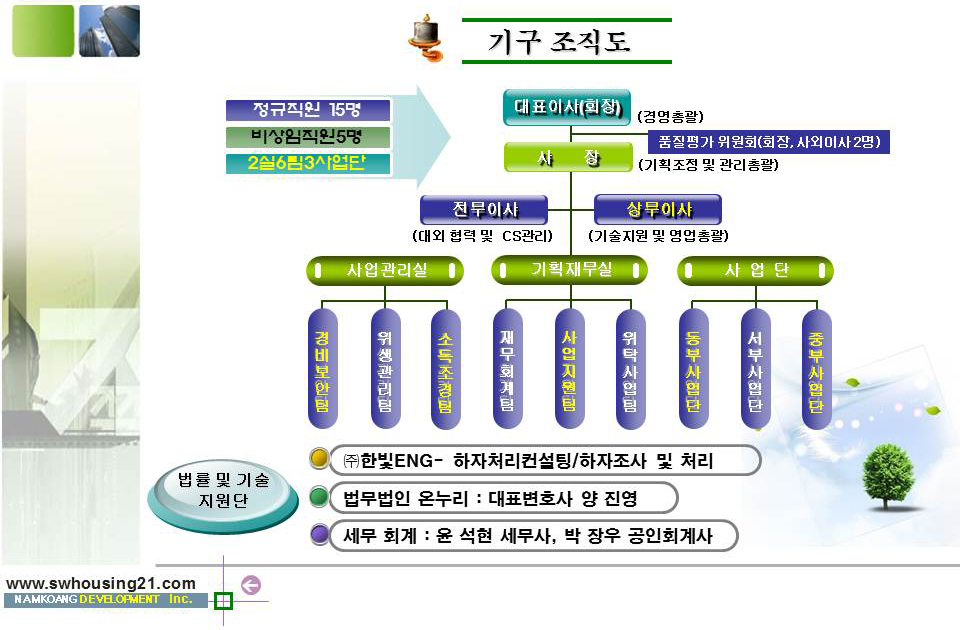 기구 조직도
정규직원 15명
비상임직원5명
2실6팀3사업단
대표이사(회장)
(경영총괄)
품질평가 위원회(회장, 사외이사 2명)
사 장
(기획조정 및 관리총괄)
전무이사
상무이사
(대외 협력 및 CS관리)
(기술지원 및 영업총괄)
사업관리실
기획재무실
사 업 단
경비보안팀
위생관리팀
소독조경팀
재무회계팀
사업지원팀
위탁사업팀
동부사업단
서부사업단
중부사업단
법률 및 기술
지원단
㈜한빛ENG- 하자처리컨설팅/하자조사 및 처리
법무법인 온누리 : 대표변호사 양 진영
세무 회계 : 윤 석현 세무사, 박 장우 공인회계사
www.swhousing21.com
NAMKOANG DEVELOPMENT Inc.